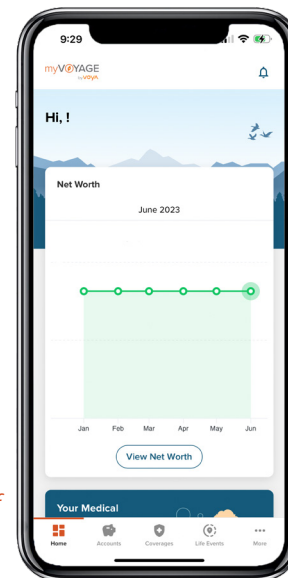 9:29
myVOYAGE
by voya
Hi, !
Net Worth
June 2023
Jan Feb Mar Apr May Jun
View Net Worth
Your Medical
Home Accounts Coverages Life Events More